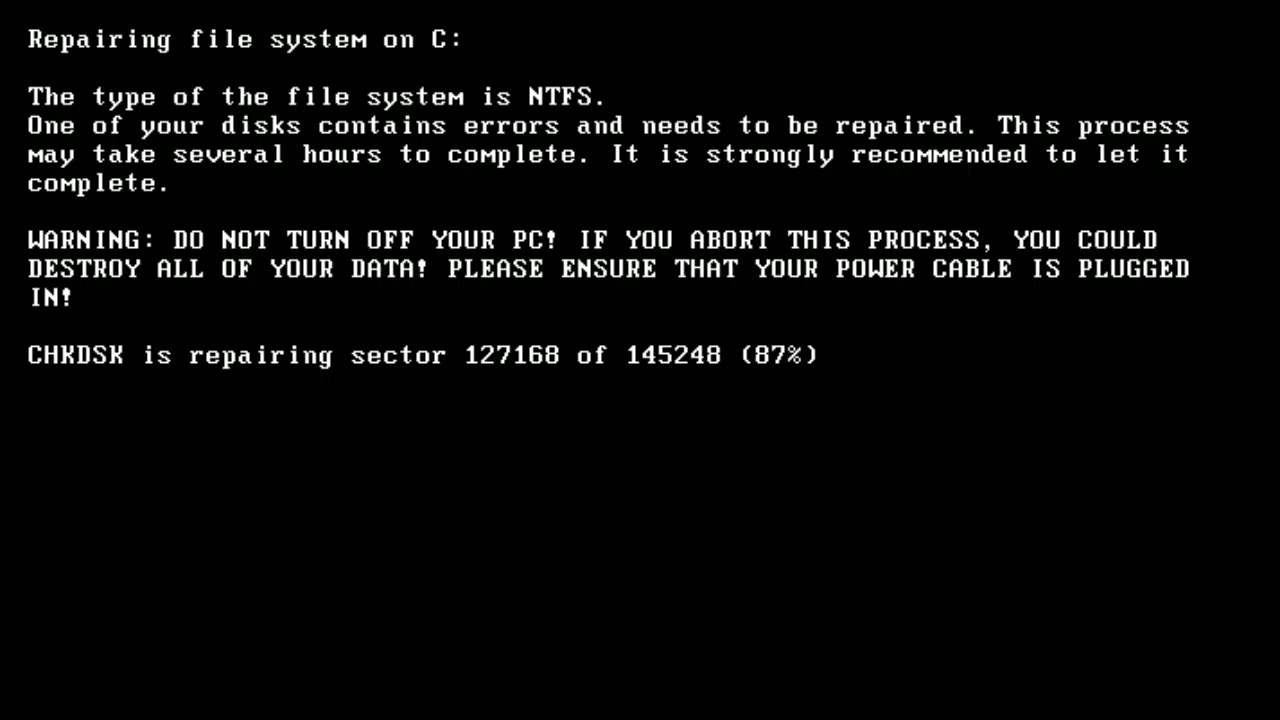 Repairing file system on C:
The type of the file system is NTFS.
One of your disks contains errors and needs to be repaired. This process
may take several hours to complete. It is strongly recommended to let it
complete.
WARNING: DO NOT TURN OFF YOUR PC! IF YOU ABORT THIS PROCESS, YOU COULD
DESTROY ALL OF YOUR DATA! PLEASE ENSURE THAT YOUR POWER CABLE IS PLUGGED
IN!
CHKDSK is repairing sector 127168 of 145248 (87%)